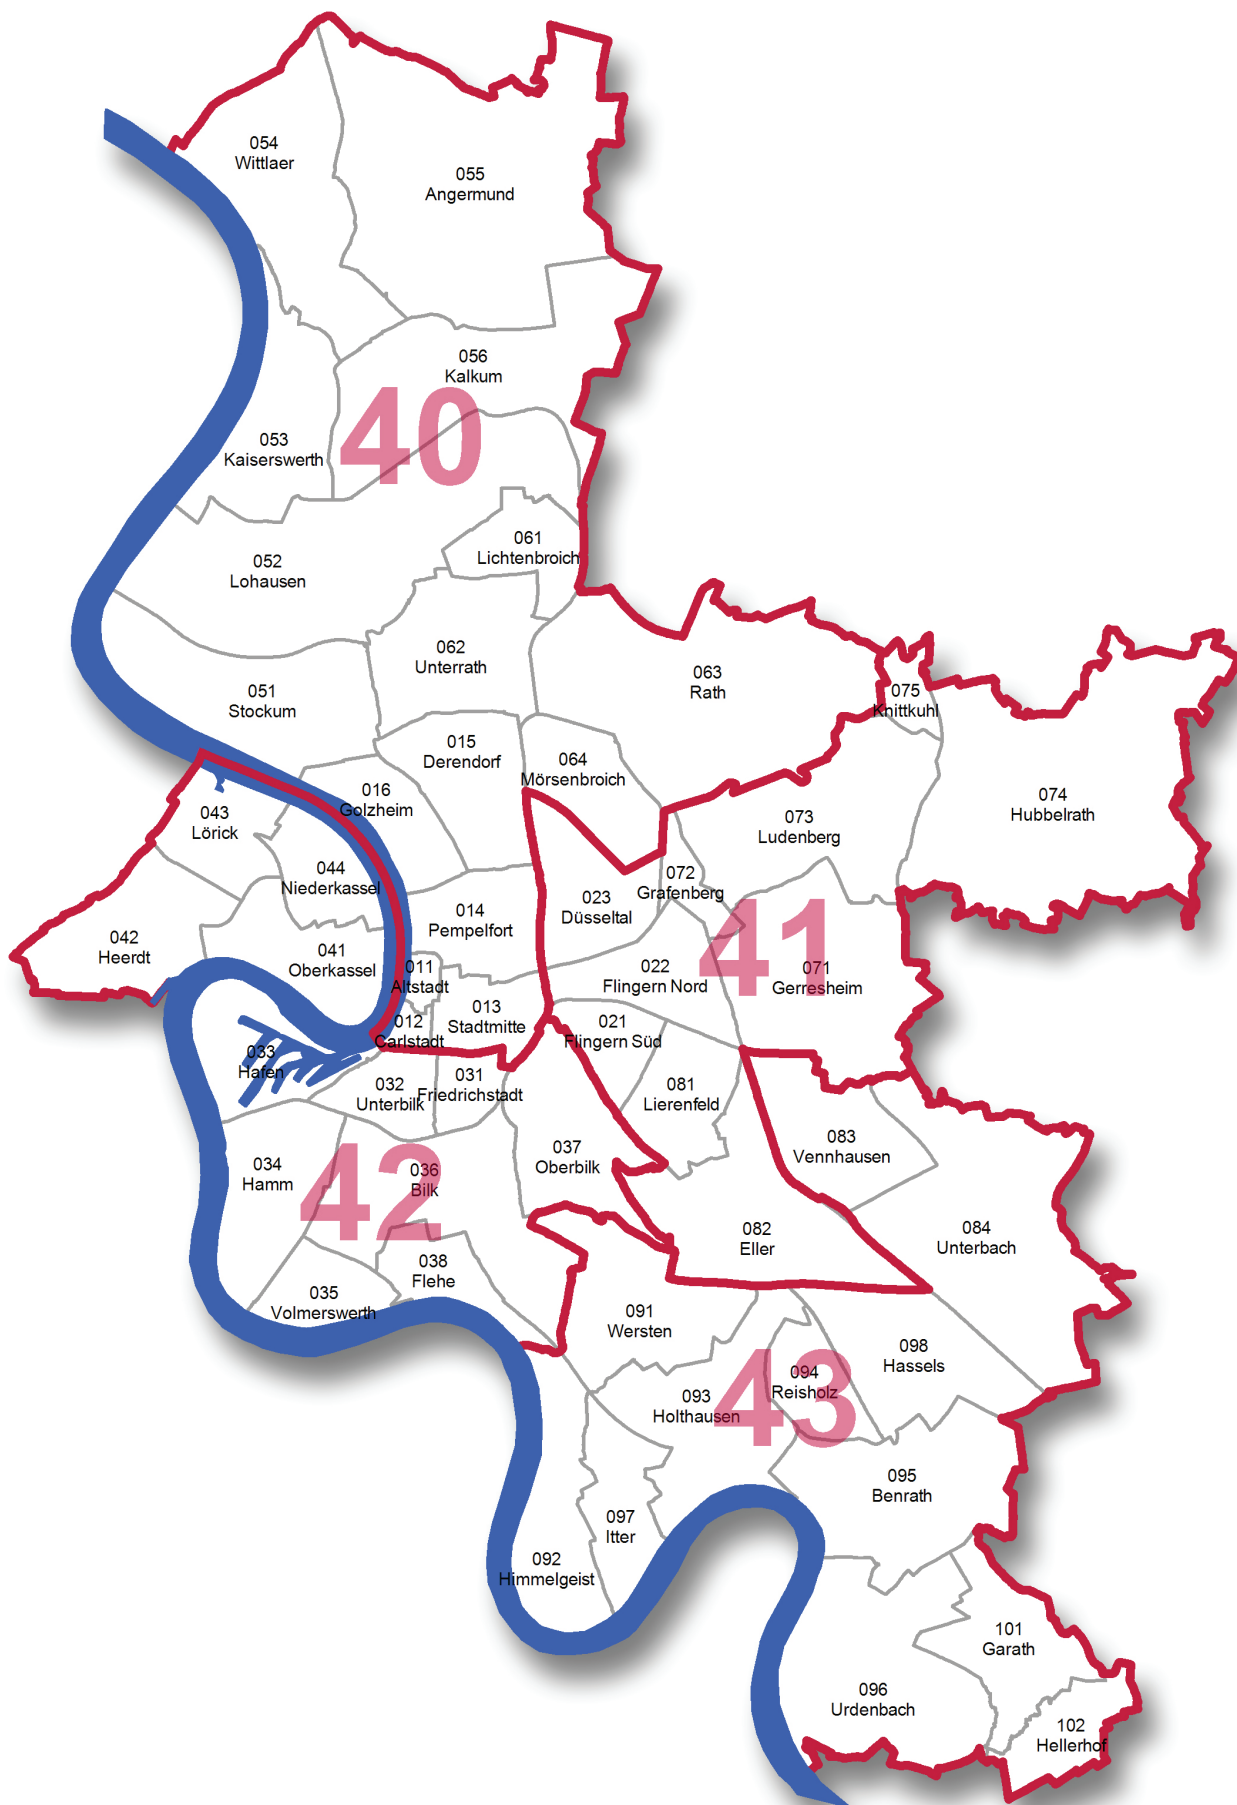 054
Wittlaer
055
Angermund
056
Kalkum
40
053
Kaiserswerth
061
Lichtenbroich
052
Lohausen
062
Unterrath
063
Rath
075
Knittkuhl
051
Stockum
015
Derendorf
064
Mörsenbroich
016
Golzheim
074
Hubbelrath
043
Lörick
073
Ludenberg
044
Niederkassel
072
Grafenberg
023
Düsseltal
014
Pempelfort
042
Heerdt
041
Oberkassel
41
011
Altstadt
022
Flingern Nord
071
Gerresheim
013
Stadtmitte
012
Carlstadt
021
Flingern Süd
033
Hafen
032
Unterbilk
031
Friedrichstadt
081
Lierenfeld
083
Vennhausen
034
Hamm
42
036
Bilk
037
Oberbilk
082
Eller
084
Unterbach
038
Flehe
035
Volmerswerth
091
Wersten
098
Hassels
43
094
Reisholz
093
Holthausen
095
Benrath
097
Itter
092
Himmelgeist
101
Garath
096
Urdenbach
102
Hellerhof